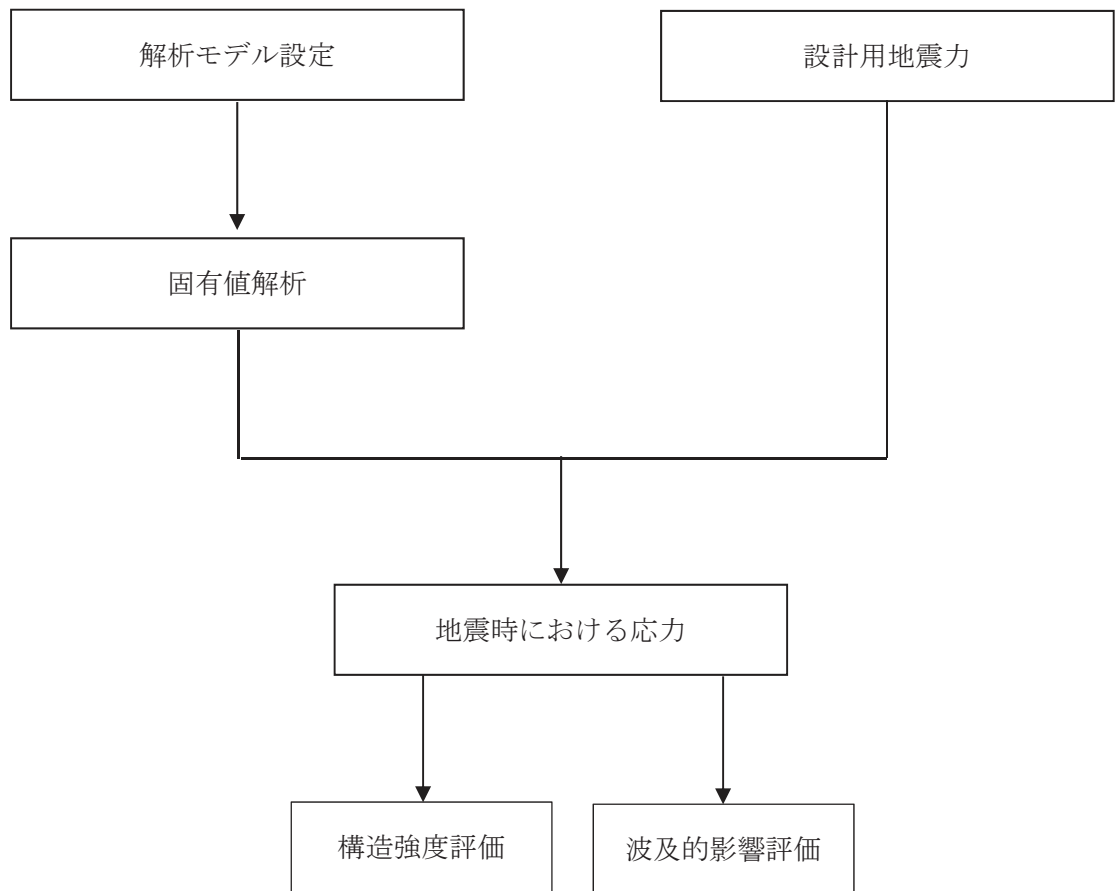 解析モデル設定
設計用地震力
固有値解析
地震時における応力
構造強度評価
波及的影響評価